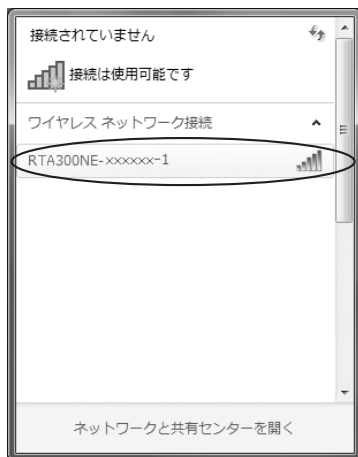 接続されていません
接続は使用可能です
ワイヤレス ネットワーク接続
RTA300NE-××××××-1
ネットワークと共有センターを開く